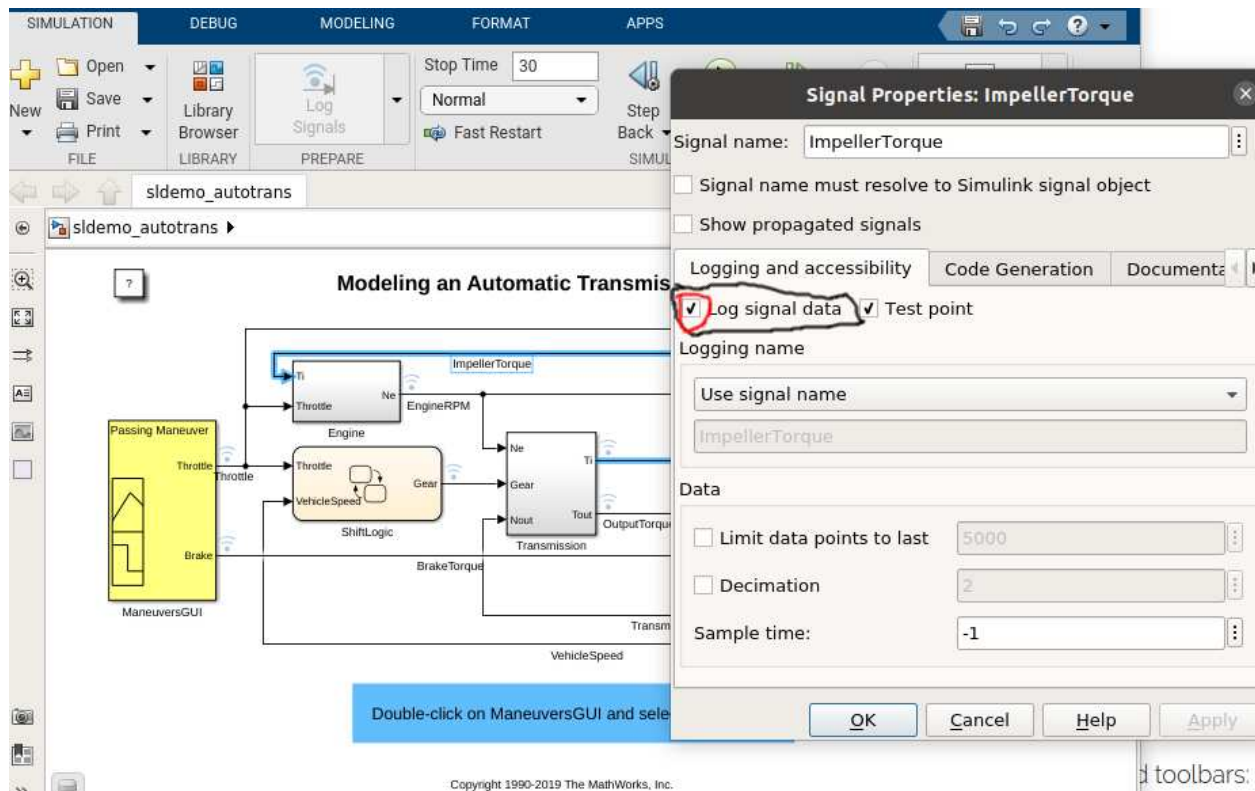 SIMULATION DEBUG MODELING FORMAT APPS
New
Open
Save
Print
FILE
Library
Browser
LIBRARY
Log
Signals
PREPARE
Stop Time 30
Normal
Fast Restart
Step
Back
SIMUL
sldemo_autotrans
sldemo_autotrans
?
Modeling an Automatic Transmis
Ti
Throttle
Ne
Engine
ImpellerTorque
EngineRPM
Passing Maneuver
Throttle
Brake
ManeuversGUI
Throttle
Throttle
VehicleSpeed
Gear
ShiftLogic
Ne
Gear
Nout
Ti
Tout
Transmission
OutputTorqu
BrakeTorque
Transm
VehicleSpeed
Double-click on ManeuversGUI and sele
Copyright 1990-2019 The MathWorks, Inc.
Signal Properties: ImpellerTorque
Signal name: ImpellerTorque
Signal name must resolve to Simulink signal object
Show propagated signals
Logging and accessibility Code Generation Documenta
Log signal data Test point
Logging name
Use signal name
ImpellerTorque
Data
Limit data points to last 5000
Decimation 2
Sample time: -1
OK Cancel Help Apply
d toolbars: